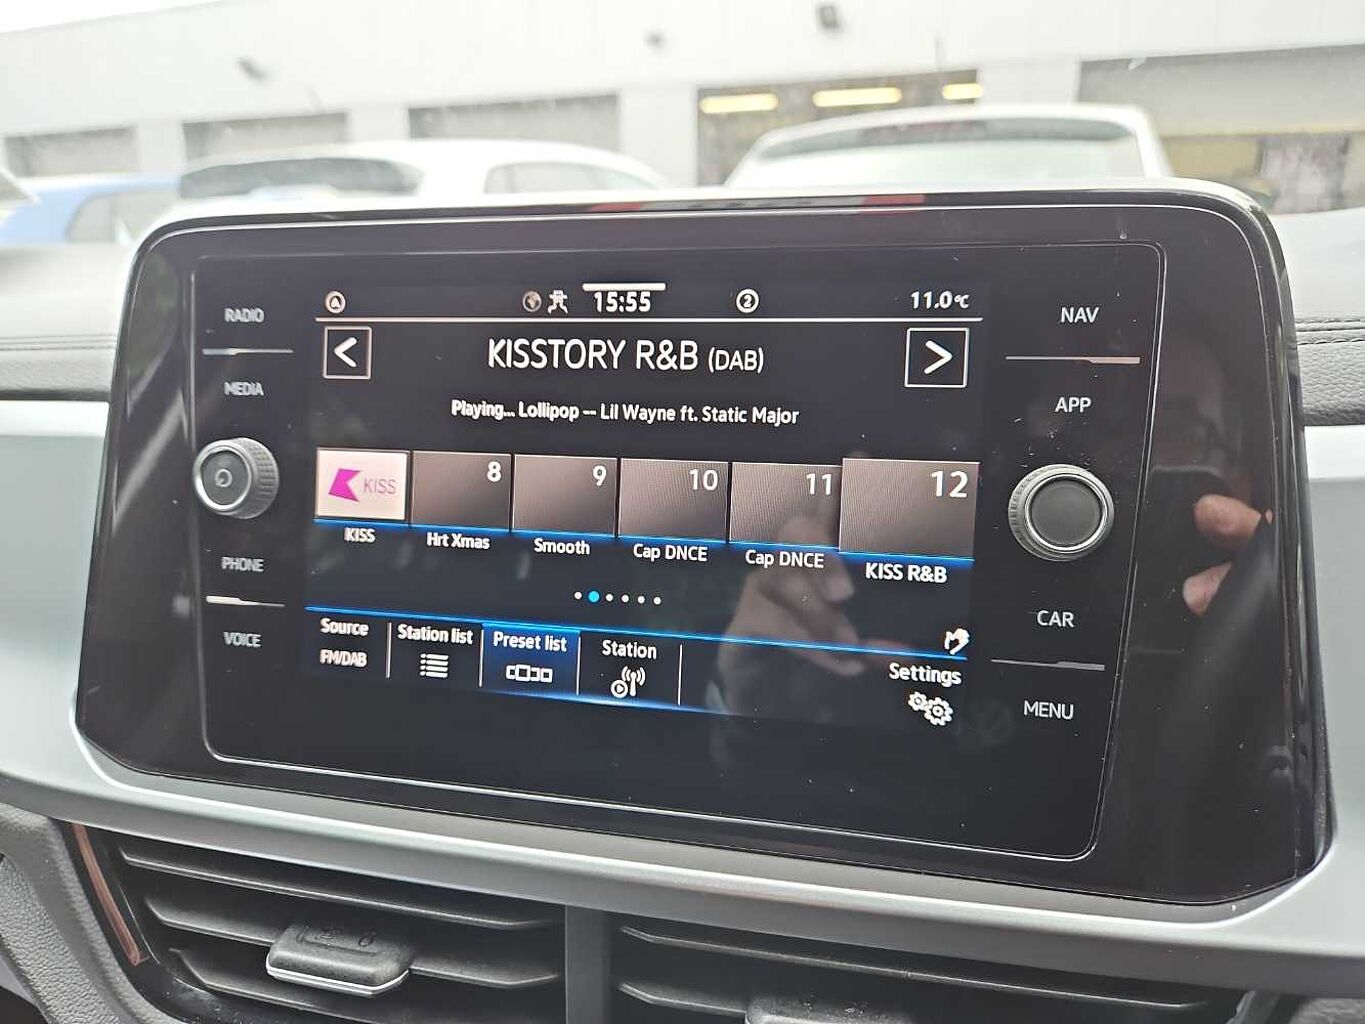 RADIO
MEDIA
PHONE
VOICE
15:55
2
11.0°C
KISSTORY R&B (DAB)
Playing... Lollipop -- Lil Wayne ft. Static Major
KISS
8
9
10
11
12
KISS
Hrt Xmas
Smooth
Cap DNCE
Cap DNCE
KISS R&B
Source
FM/DAB
Station list
Preset list
Station
Settings
NAV
APP
CAR
MENU